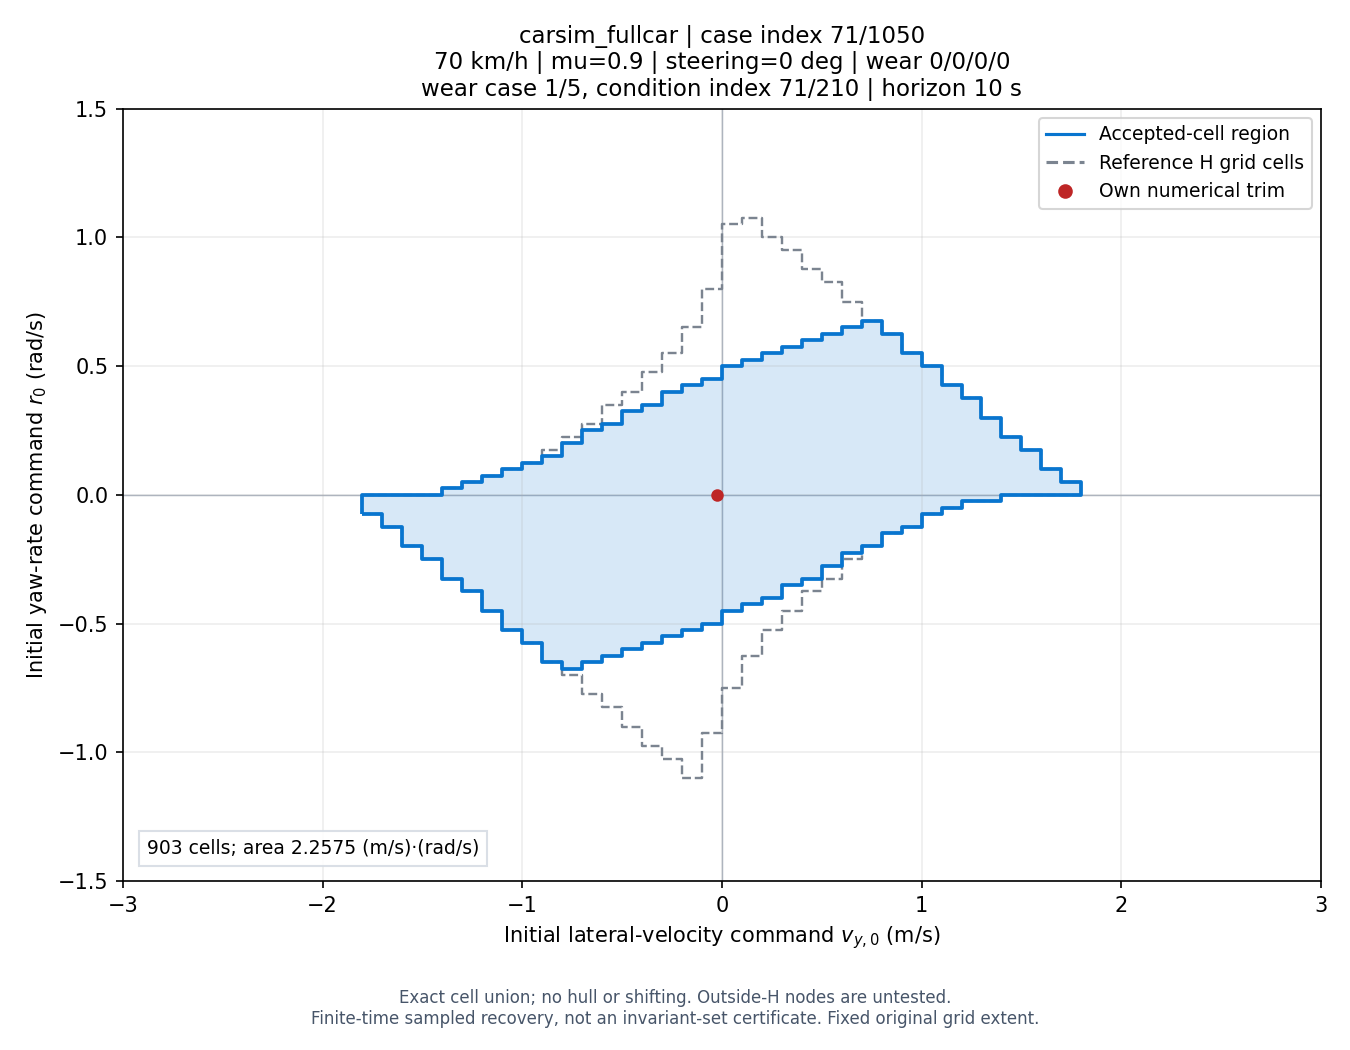 carsim_fullcar | case index 71/1050
70 km/h | mu=0.9 | steering=0 deg | wear 0/0/0/0
wear case 1/5, condition index 71/210 | horizon 10 s
Accepted-cell region
Reference H grid cells
Own numerical trim
1.5
1.0
0.5
0.0
−0.5
−1.0
−1.5
Initial yaw-rate command r₀ (rad/s)
903 cells; area 2.2575 (m/s)·(rad/s)
−3 −2 −1 0 1 2 3
Initial lateral-velocity command v_{y,0} (m/s)
Exact cell union; no hull or shifting. Outside-H nodes are untested.
Finite-time sampled recovery, not an invariant-set certificate. Fixed original grid extent.